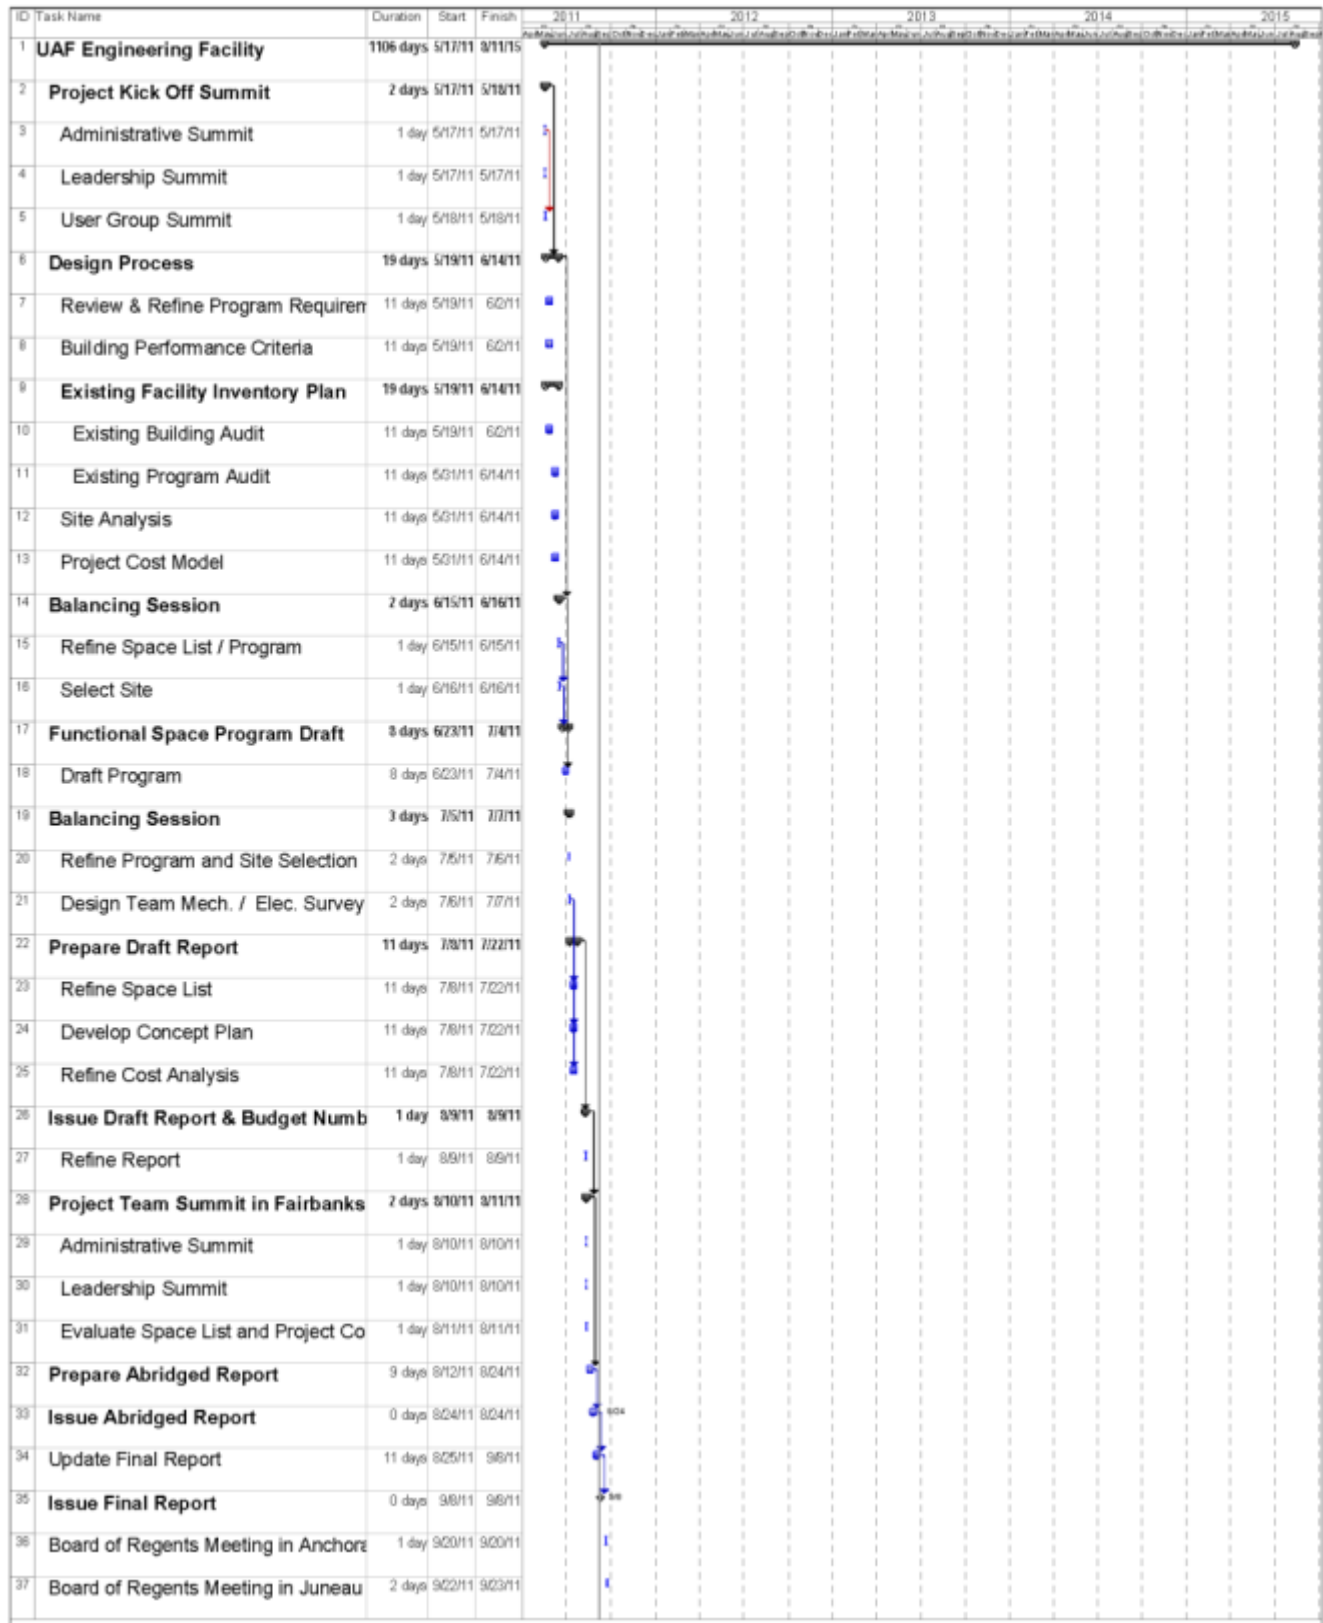 ID Task Name Duration Start Finish 2011 2012 2013 2014 2015
1 UAF Engineering Facility 1106 days 5/17/11 8/11/15
2 Project Kick Off Summit 2 days 5/17/11 5/18/11
3 Administrative Summit 1 day 5/17/11 5/17/11
4 Leadership Summit 1 day 5/17/11 5/17/11
5 User Group Summit 1 day 5/18/11 5/18/11
6 Design Process 19 days 5/19/11 6/14/11
7 Review & Refine Program Requirem 11 days 5/19/11 6/2/11
8 Building Performance Criteria 11 days 5/19/11 6/2/11
9 Existing Facility Inventory Plan 19 days 5/19/11 6/14/11
10 Existing Building Audit 11 days 5/19/11 6/2/11
11 Existing Program Audit 11 days 5/31/11 6/14/11
12 Site Analysis 11 days 5/31/11 6/14/11
13 Project Cost Model 11 days 5/31/11 6/14/11
14 Balancing Session 2 days 6/15/11 6/16/11
15 Refine Space List / Program 1 day 6/15/11 6/15/11
16 Select Site 1 day 6/16/11 6/16/11
17 Functional Space Program Draft 8 days 6/23/11 7/4/11
18 Draft Program 8 days 6/23/11 7/4/11
19 Balancing Session 3 days 7/5/11 7/7/11
20 Refine Program and Site Selection 2 days 7/5/11 7/6/11
21 Design Team Mech. / Elec. Survey 2 days 7/6/11 7/7/11
22 Prepare Draft Report 11 days 7/8/11 7/22/11
23 Refine Space List 11 days 7/8/11 7/22/11
24 Develop Concept Plan 11 days 7/8/11 7/22/11
25 Refine Cost Analysis 11 days 7/8/11 7/22/11
26 Issue Draft Report & Budget Numb 1 day 8/9/11 8/9/11
27 Refine Report 1 day 8/9/11 8/9/11
28 Project Team Summit in Fairbanks 2 days 8/10/11 8/11/11
29 Administrative Summit 1 day 8/10/11 8/10/11
30 Leadership Summit 1 day 8/10/11 8/10/11
31 Evaluate Space List and Project Co 1 day 8/11/11 8/11/11
32 Prepare Abridged Report 9 days 8/12/11 8/24/11
33 Issue Abridged Report 0 days 8/24/11 8/24/11 8/24
34 Update Final Report 11 days 8/25/11 9/8/11
35 Issue Final Report 0 days 9/8/11 9/8/11 9/8
36 Board of Regents Meeting in Anchora 1 day 9/20/11 9/20/11
37 Board of Regents Meeting in Juneau 2 days 9/22/11 9/23/11